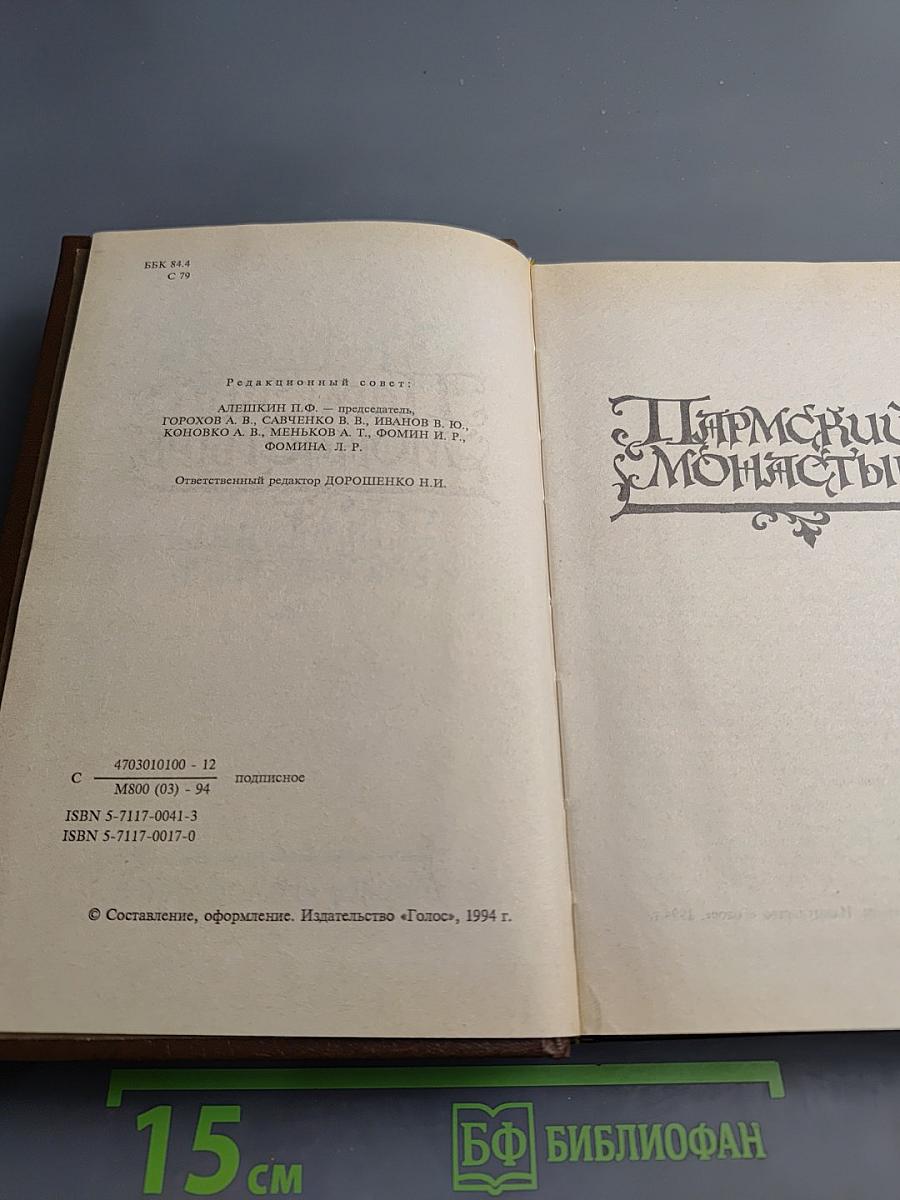 ББК 84.4
С 79
Редакционный совет:
АЛЕШКИН П.Ф. — председатель,
ГОРОХОВ А. В., САВЧЕНКО В. В., ИВАНОВ В. Ю.,
КОНОВКО А. В., МЕНЬКОВ А. Т., ФОМИН И. Р.,
ФОМИНА Л. Р.
Ответственный редактор ДОРОШЕНКО Н.И.
С 4703010100 - 12 подписное
М800 (03) - 94
ISBN 5-7117-0041-3
ISBN 5-7117-0017-0
© Составление, оформление. Издательство «Голос», 1994 г.
ПАРМСКИЙ
МОНАСТЫ
15 см
БФ БИБЛИОФАН